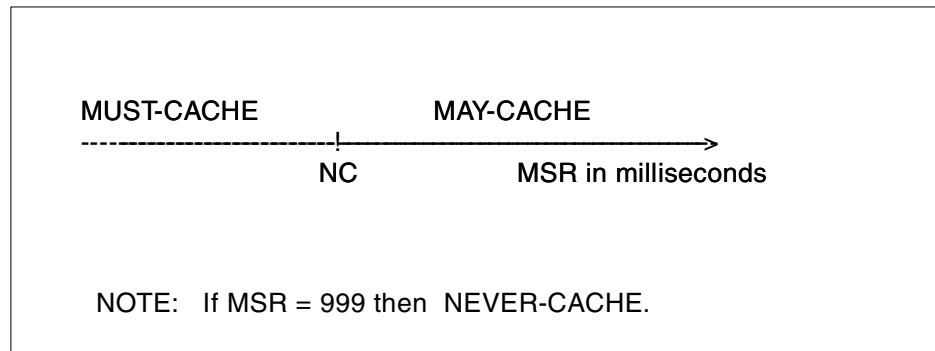 MUST-CACHE MAY-CACHE
--------------------------!-------------------------------------->
NC MSR in milliseconds
NOTE: If MSR = 999 then NEVER-CACHE.